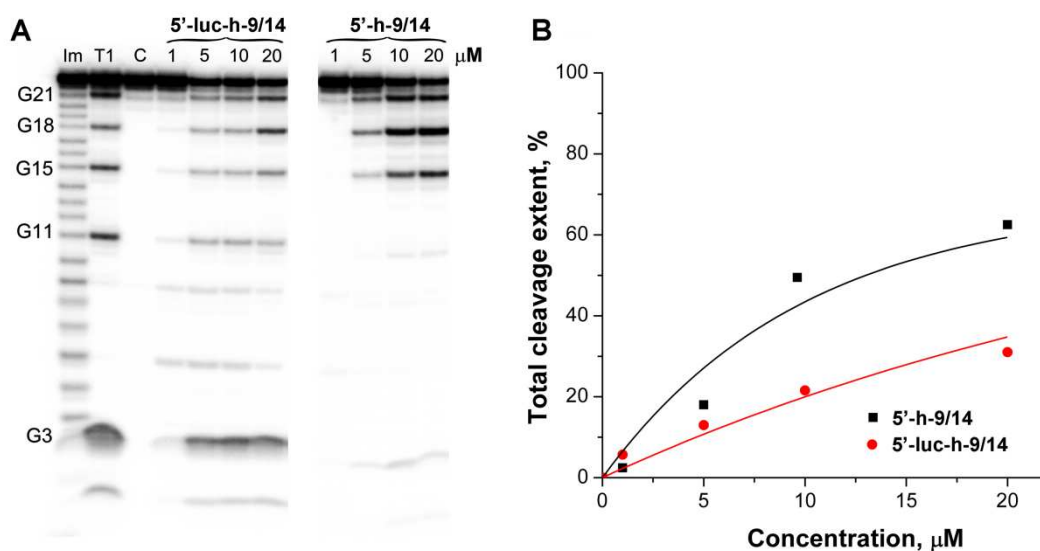 A
5'-luc-h-9/14 5'-h-9/14
Im T1 C 1 5 10 20 1 5 10 20 μM
G21
G18
G15
G11
G3
B
Total cleavage extent, %
100
80
60
40
20
0
5'-h-9/14
5'-luc-h-9/14
0 5 10 15 20
Concentration, μM